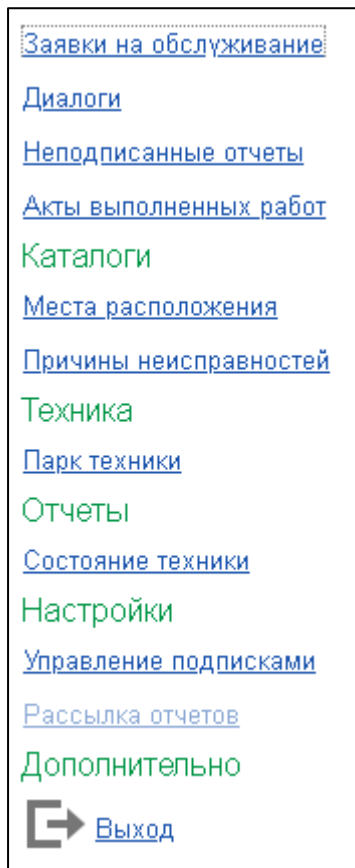 Заявки на обслуживание
Диалоги
Неподписанные отчеты
Акты выполненных работ
Каталоги
Места расположения
Причины неисправностей
Техника
Парк техники
Отчеты
Состояние техники
Настройки
Управление подписками
Рассылка отчетов
Дополнительно
Выход